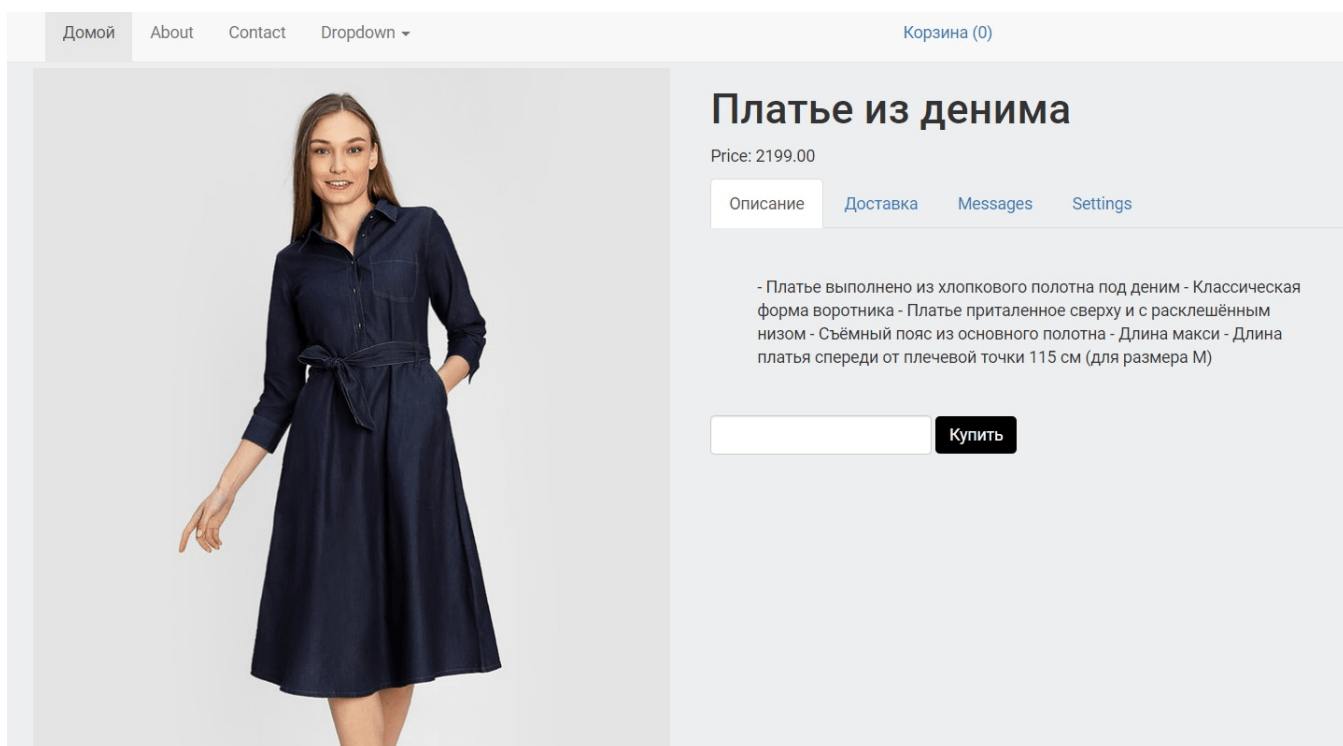 Домой About Contact Dropdown Корзина (0)
Платье из денима
Price: 2199.00
Описание Доставка Messages Settings
- Платье выполнено из хлопкового полотна под деним - Классическая
форма воротника - Платье приталенное сверху и с расклешённым
низом - Съёмный пояс из основного полотна - Длина макси - Длина
платья спереди от плечевой точки 115 см (для размера M)
Купить